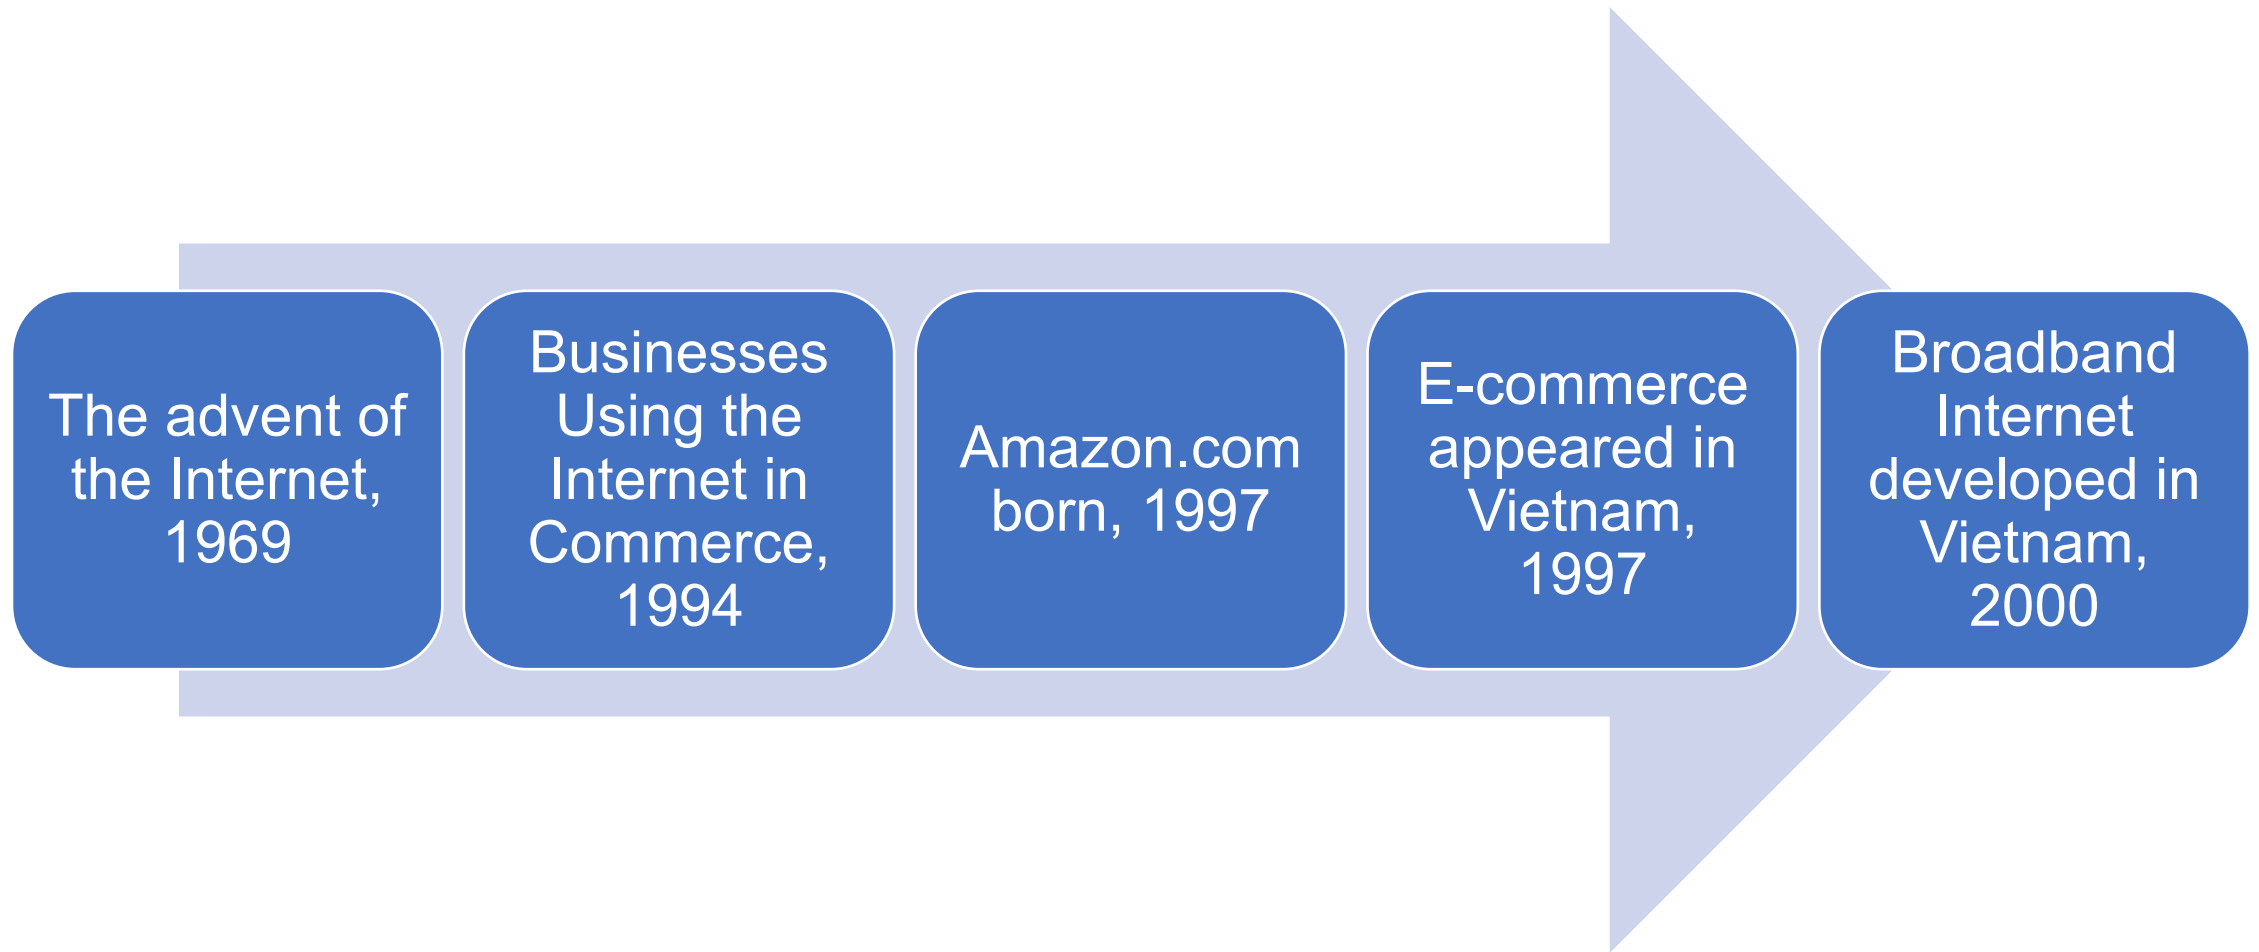 The advent of
the Internet,
1969
Businesses
Using the
Internet in
Commerce,
1994
Amazon.com
born, 1997
E-commerce
appeared in
Vietnam,
1997
Broadband
Internet
developed in
Vietnam,
2000